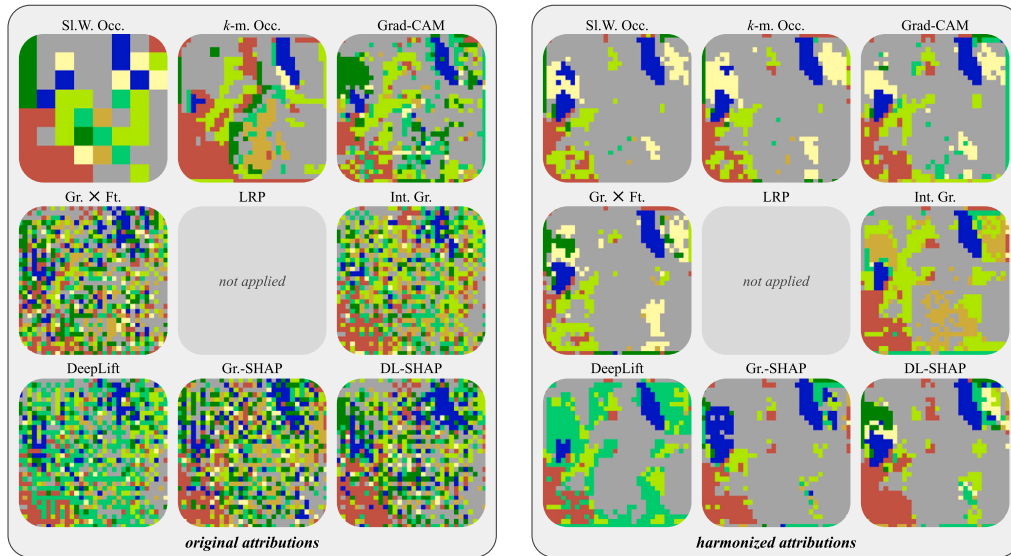 Sl.W. Occ.
k-m. Occ.
Grad-CAM
Gr. × Ft.
LRP
Int. Gr.
not applied
DeepLift
Gr.-SHAP
DL-SHAP
original attributions
Sl.W. Occ.
k-m. Occ.
Grad-CAM
Gr. × Ft.
LRP
Int. Gr.
not applied
DeepLift
Gr.-SHAP
DL-SHAP
harmonized attributions